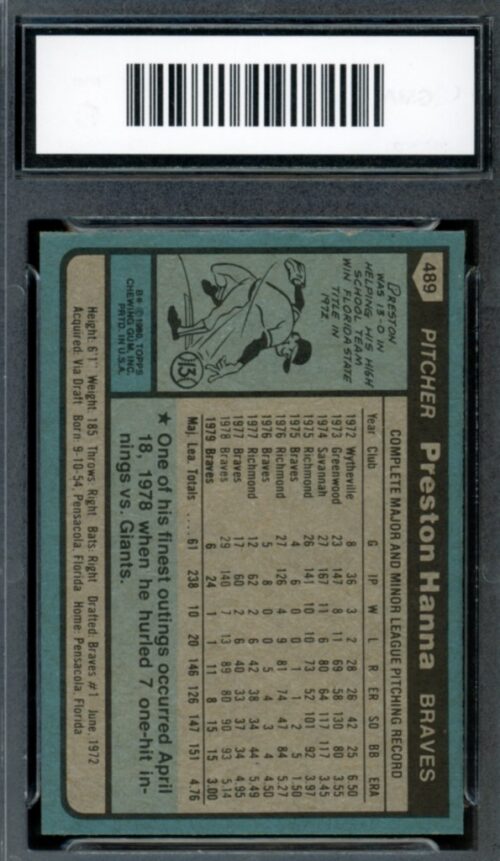 489 PITCHER Preston Hanna BRAVES
PRESTON
WAS 13-0 IN
HELPING HIS HIGH
SCHOOL TEAM
WIN FLORIDA STATE
TITLE IN
1972
13
B* © 1980, TOPPS
CHEWING GUM, INC.
PRTD. IN U.S.A.
COMPLETE MAJOR AND MINOR LEAGUE PITCHING RECORD
Year Club G IP W L R ER SO BB ERA
1972 Wytheville 8 36 3 2 28 26 42 25 6.50
1973 Greenwood 23 147 8 11 69 58 130 80 3.55
1974 Savannah 27 167 11 6 80 64 117 117 3.45
1975 Richmond 26 141 10 10 73 52 101 92 3.97
1975 Braves 4 6 0 0 1 1 2 5 1.50
1976 Richmond 27 126 4 9 81 74 47 84 5.27
1976 Braves 5 8 0 0 5 4 3 4 4.50
1977 Richmond 12 62 2 6 42 38 34 44 5.49
1977 Braves 17 60 2 6 40 33 37 34 4.95
1978 Braves 29 140 7 13 89 80 90 93 5.14
1979 Braves 6 24 1 1 11 8 15 15 3.00
Maj. Lea. Totals .... 61 238 10 20 146 126 147 151 4.76
★ One of his finest outings occurred April
18, 1978 when he hurled 7 one-hit in-
nings vs. Giants.
Height: 6'1" Weight: 185 Throws: Right Bats: Right Drafted: Braves #1 June, 1972
Acquired: Via Draft Born: 9-10-54, Pensacola, Florida Home: Pensacola, Florida